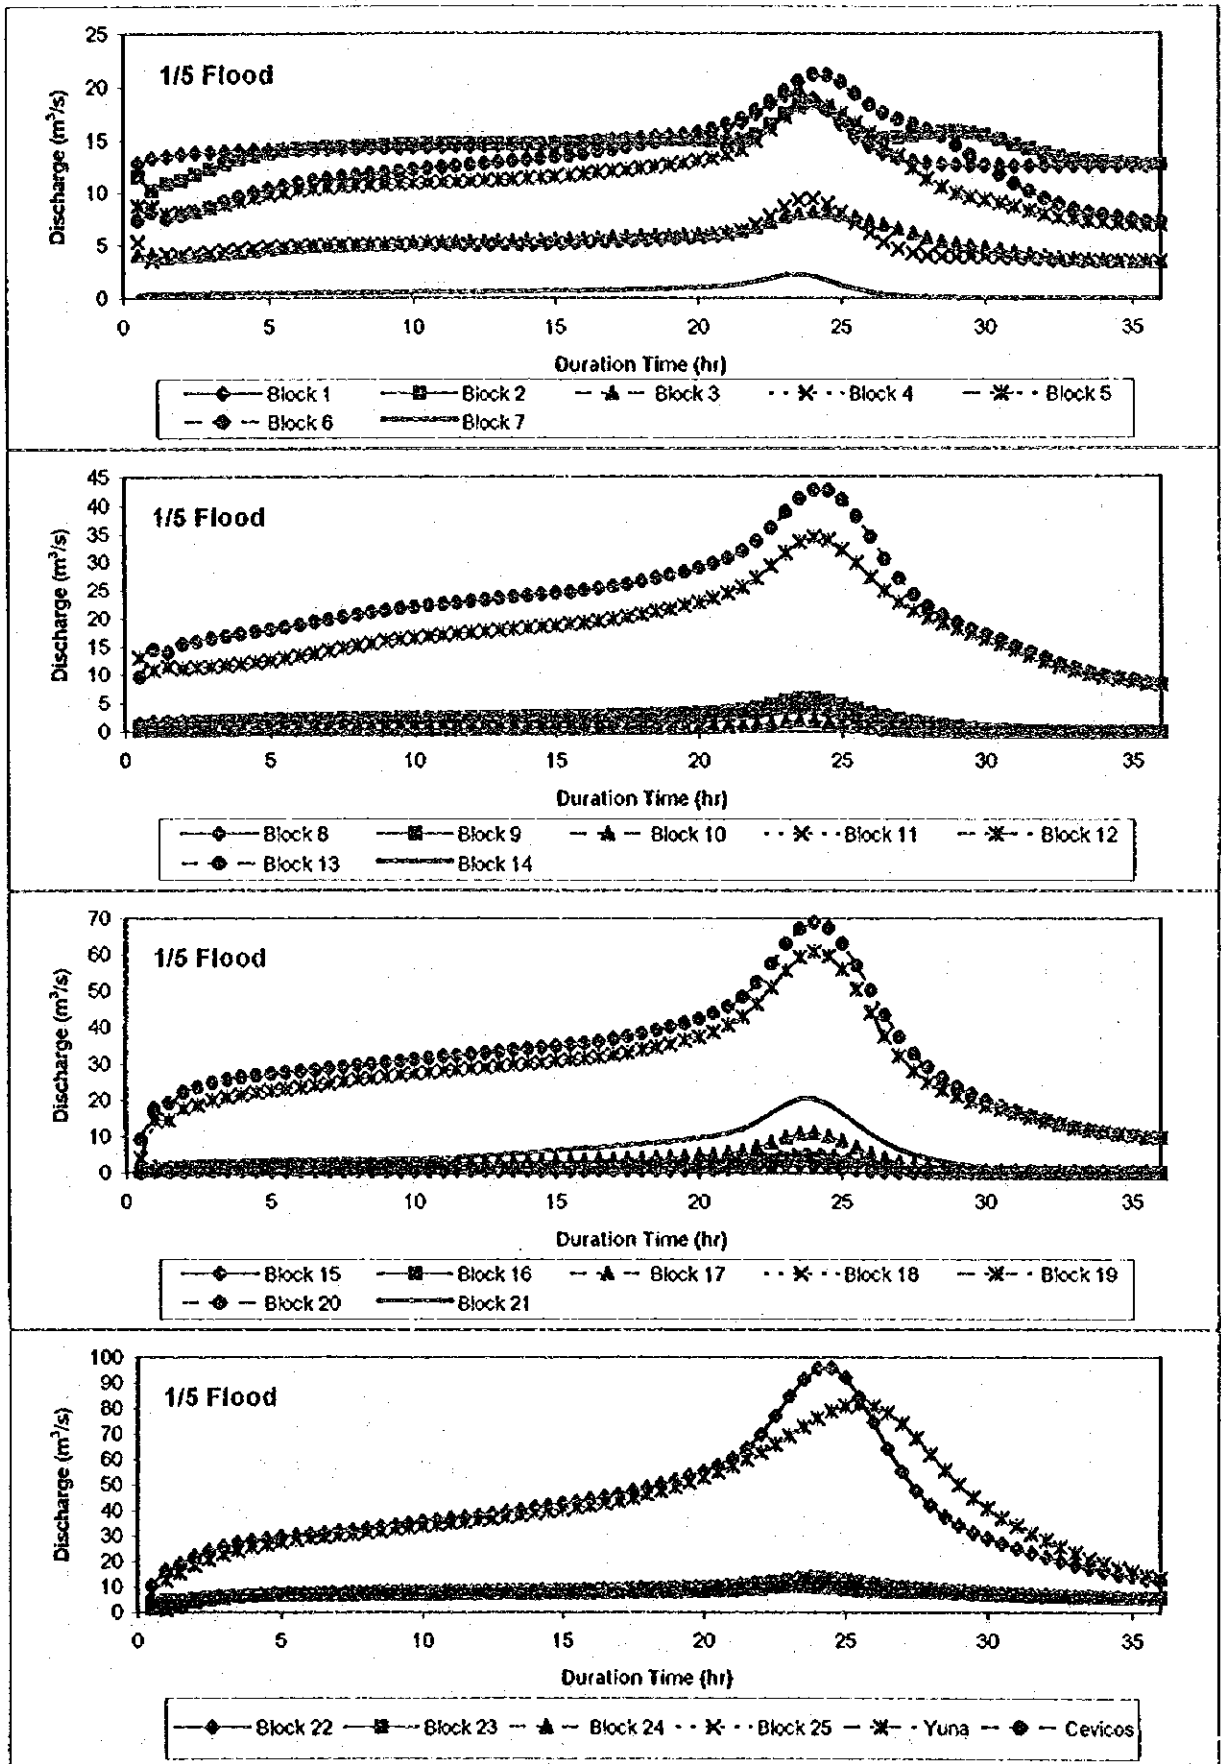 25
20
15
10
5
0
1/5 Flood
Discharge (m³/s)
0 5 10 15 20 25 30 35
Duration Time (hr)
Block 1 Block 2 Block 3 Block 4 Block 5
Block 6 Block 7
45
40
35
30
25
20
15
10
5
0
1/5 Flood
Discharge (m³/s)
0 5 10 15 20 25 30 35
Duration Time (hr)
Block 8 Block 9 Block 10 Block 11 Block 12
Block 13 Block 14
70
60
50
40
30
20
10
0
1/5 Flood
Discharge (m³/s)
0 5 10 15 20 25 30 35
Duration Time (hr)
Block 15 Block 16 Block 17 Block 18 Block 19
Block 20 Block 21
100
90
80
70
60
50
40
30
20
10
0
1/5 Flood
Discharge (m³/s)
0 5 10 15 20 25 30 35
Duration Time (hr)
Block 22 Block 23 Block 24 Block 25 Yuna Cevicos